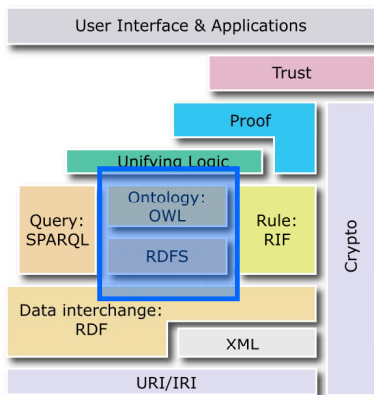 User Interface & Applications
Trust
Proof
Unifying Logic
Ontology:
OWL
Query:
SPARQL
Rule:
RIF
RDFS
Crypto
Data interchange:
RDF
XML
URI/IRI